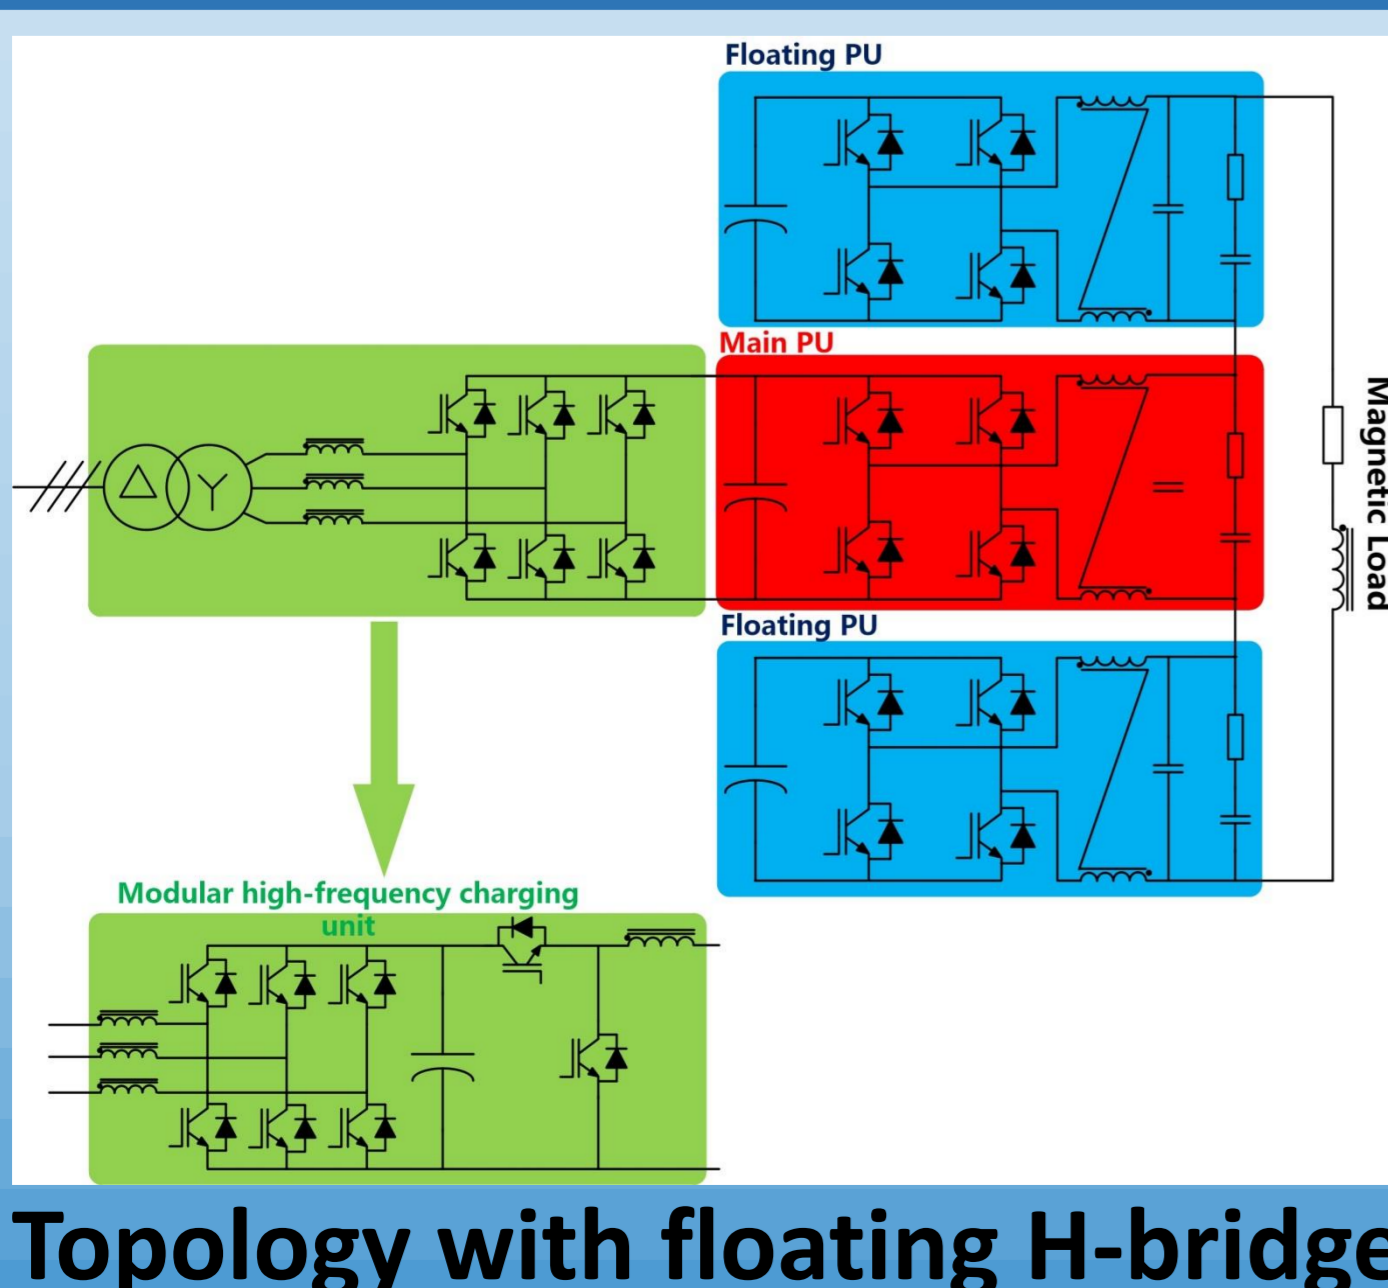 Floating PU
Main PU
Floating PU
Magnetic Load
Modular high-frequency charging
unit
Topology with floating H-bridge